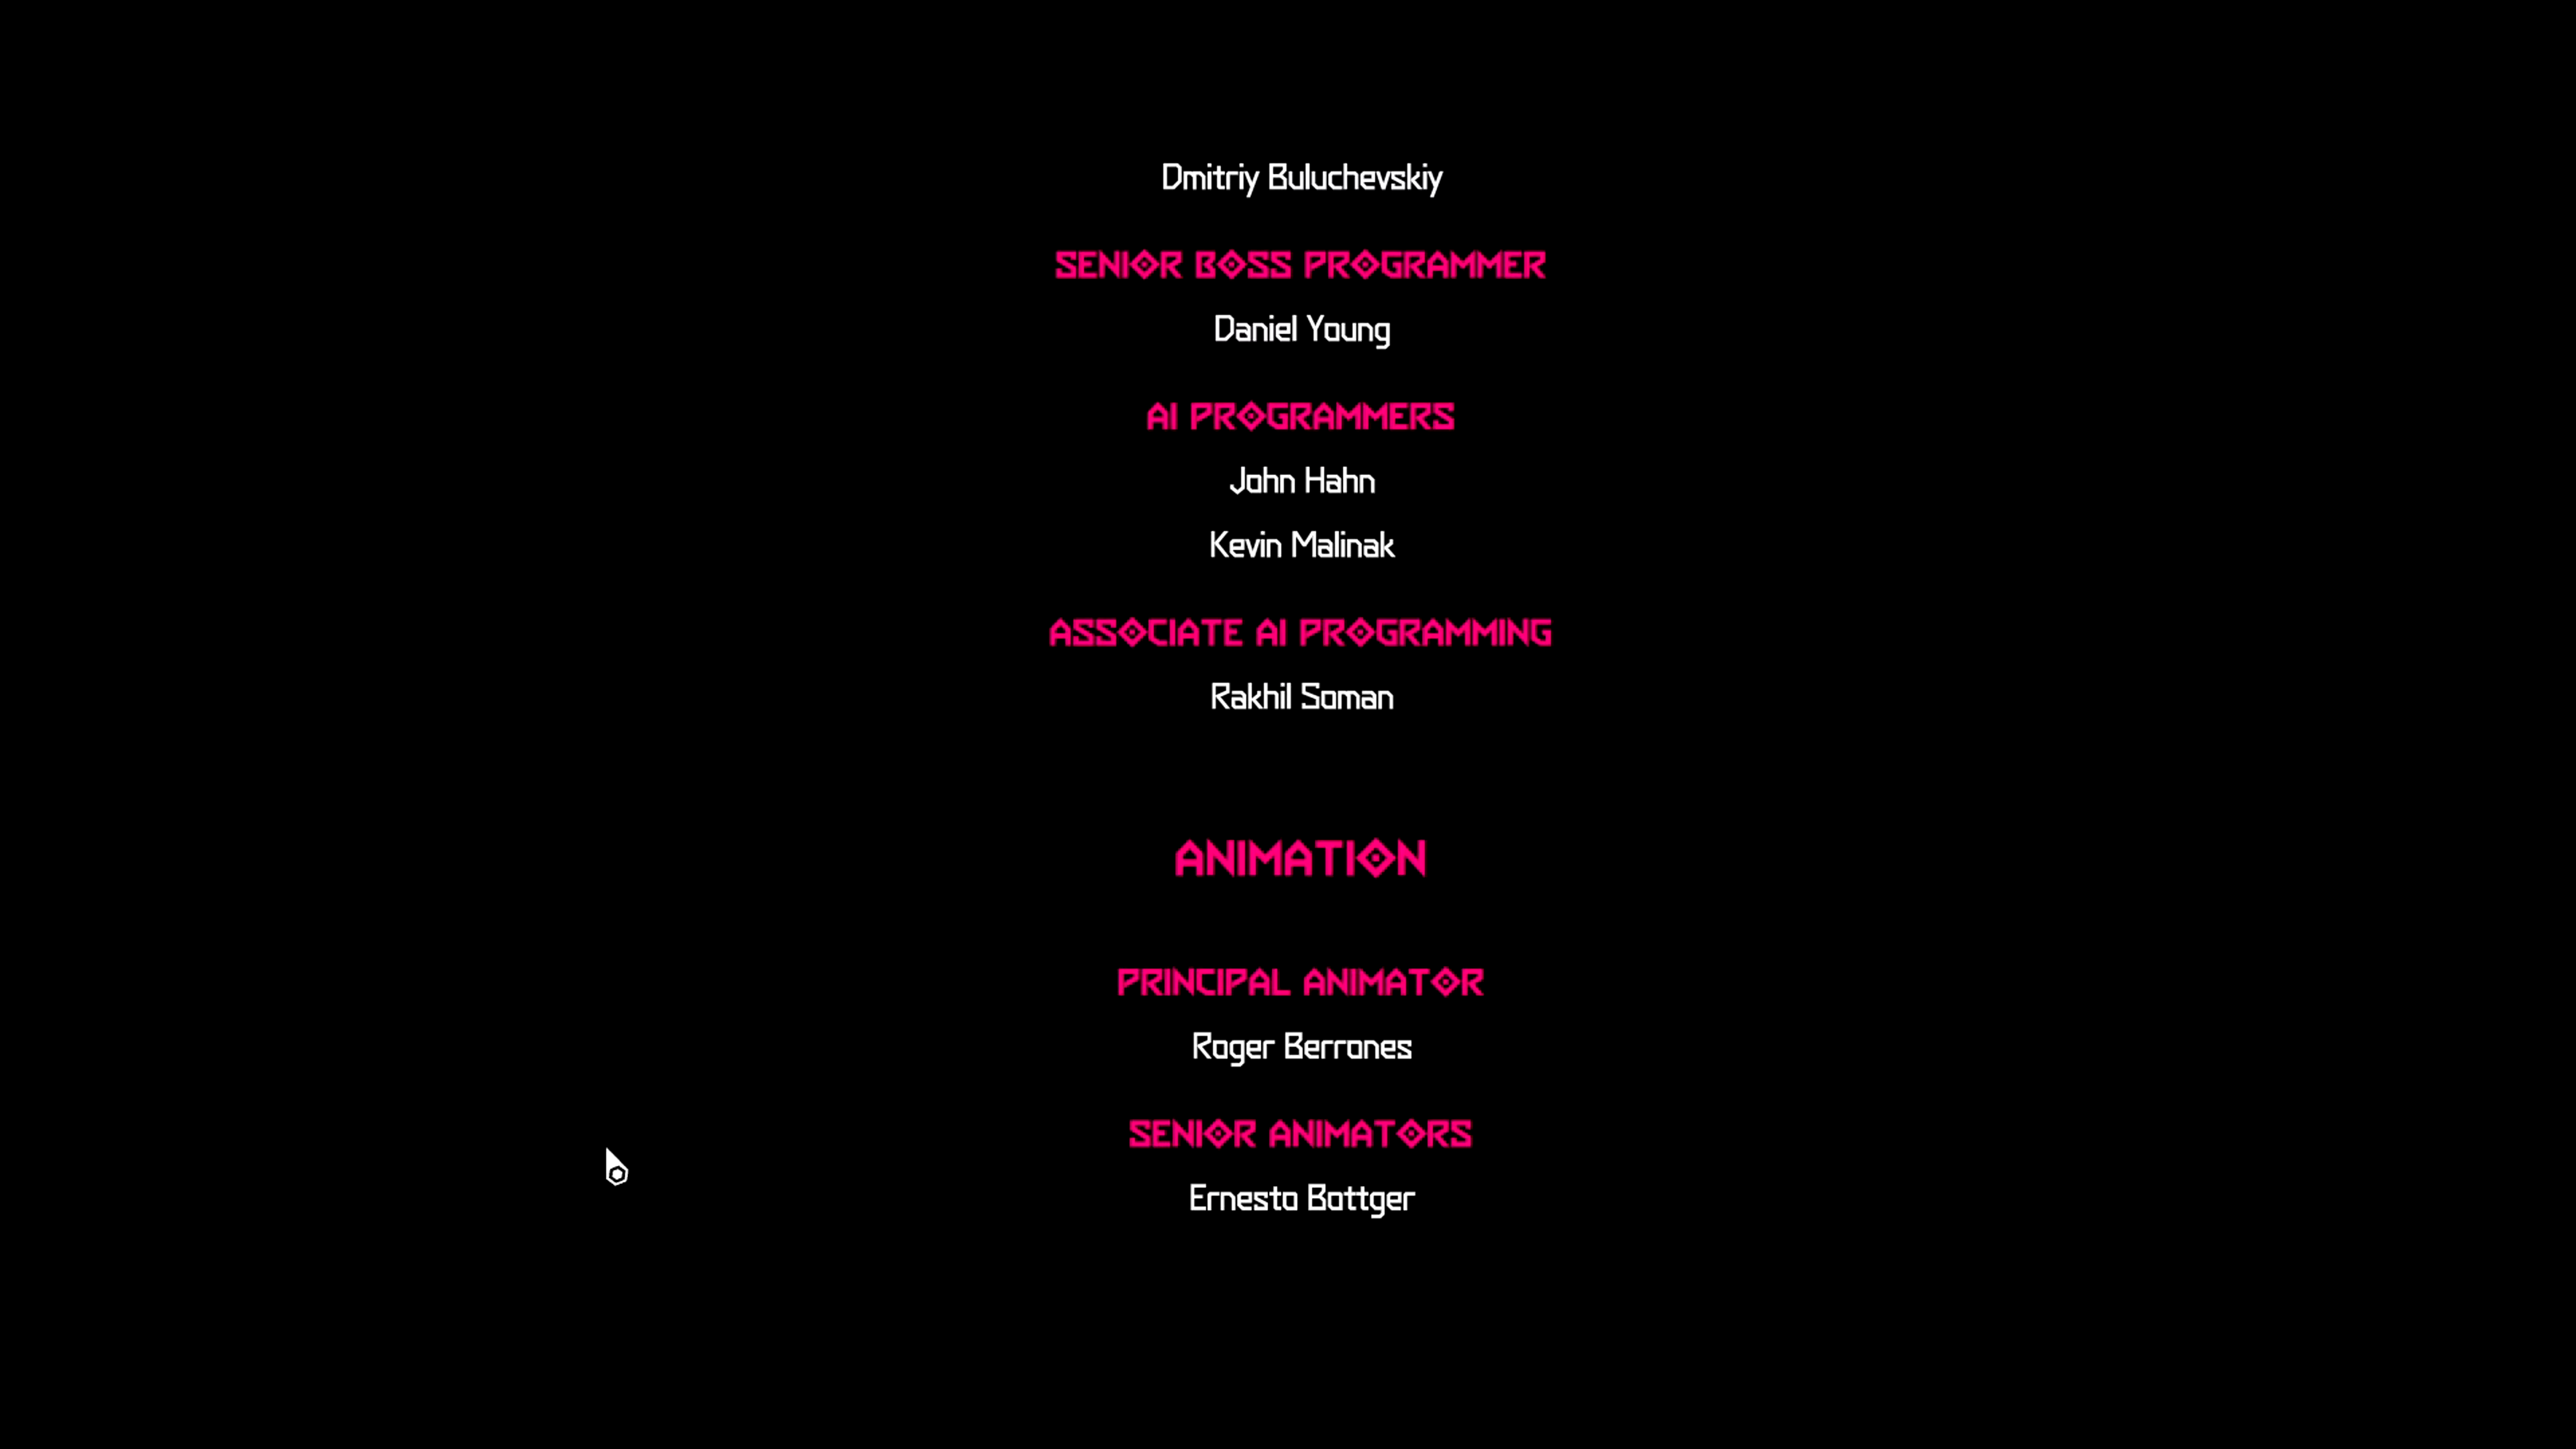 Dmitriy Buluchevskiy
SENIOR BOSS PROGRAMMER
Daniel Young
AI PROGRAMMERS
John Hahn
Kevin Malinak
ASSOCIATE AI PROGRAMMING
Rakhil Soman
ANIMATION
PRINCIPAL ANIMATOR
Roger Berrones
SENIOR ANIMATORS
Ernesto Bottger